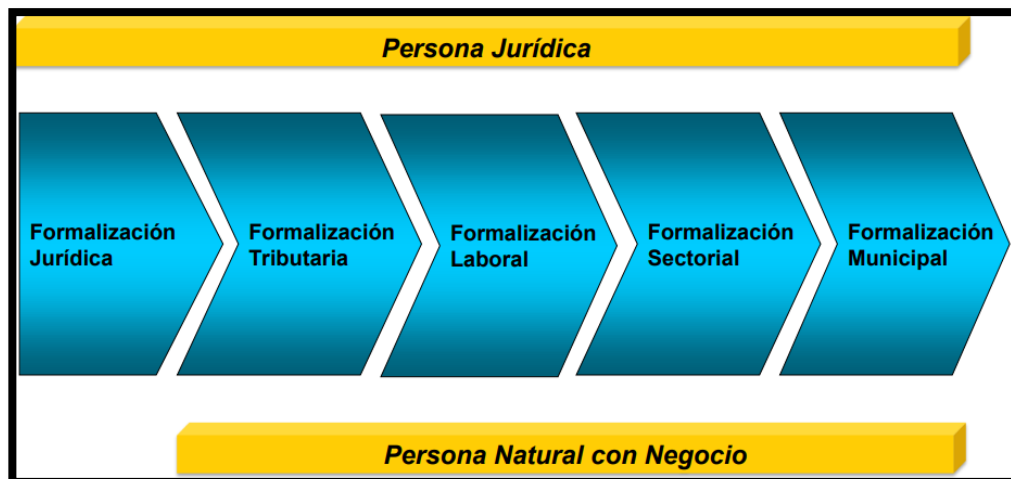 Persona Jurídica
Formalización
Jurídica
Formalización
Tributaria
Formalización
Laboral
Formalización
Sectorial
Formalización
Municipal
Persona Natural con Negocio